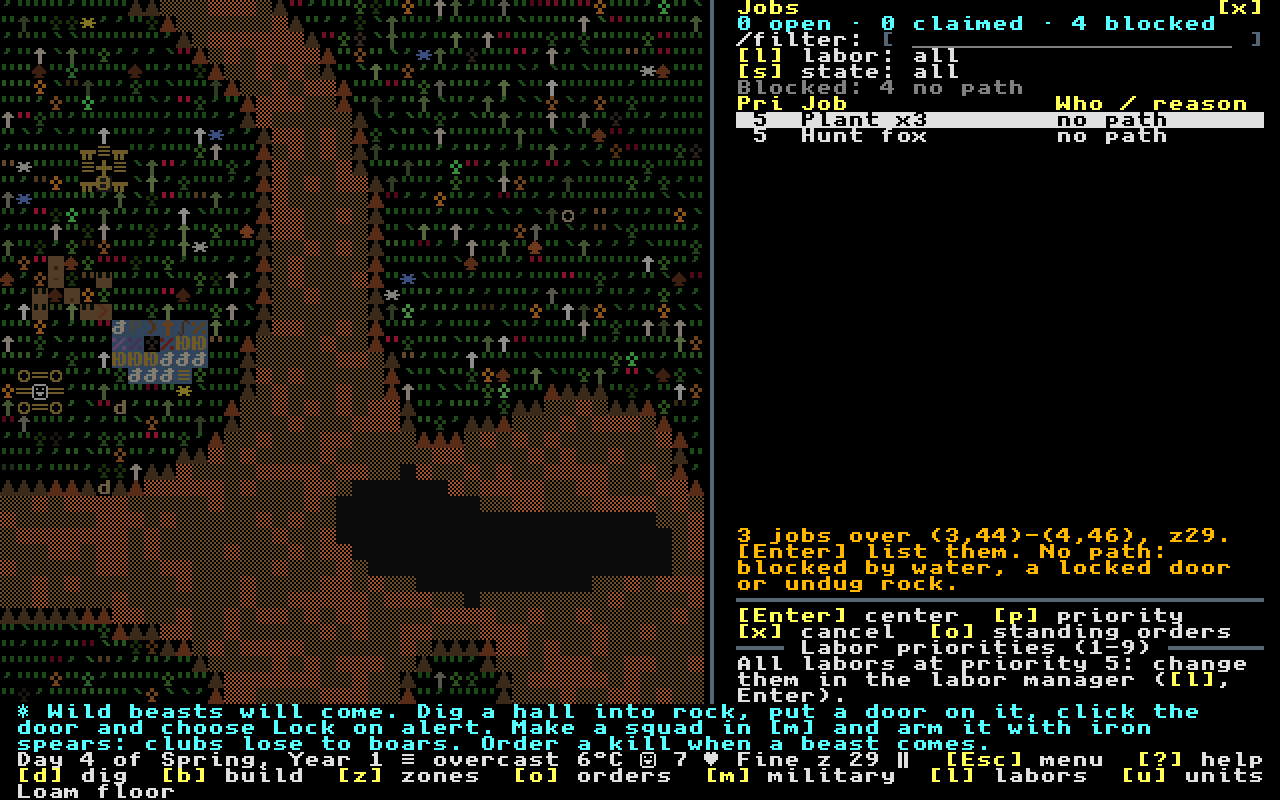 Jobs [x]
0 open · 0 claimed · 4 blocked
/filter: [ ]
[l] labor: all
[s] state: all
Blocked: 4 no path
Pri Job Who / reason
5 Plant x3 no path
5 Hunt fox no path
3 jobs over (3,44)-(4,46), z29.
[Enter] list them. No path:
blocked by water, a locked door
or undug rock.
[Enter] center [p] priority
[x] cancel [o] standing orders
Labor priorities (1-9)
All labors at priority 5: change
them in the labor manager ([l],
Enter).
* Wild beasts will come. Dig a hall into rock, put a door on it, click the
door and choose Lock on alert. Make a squad in [m] and arm it with iron
spears: clubs lose to boars. Order a kill when a beast comes.
Day 4 of Spring, Year 1 ≡ overcast 6°C ☺ 7 ♥ Fine z 29 ‖ [Esc] menu [?] help
[d] dig [b] build [z] zones [o] orders [m] military [l] labors [u] units
Loam floor